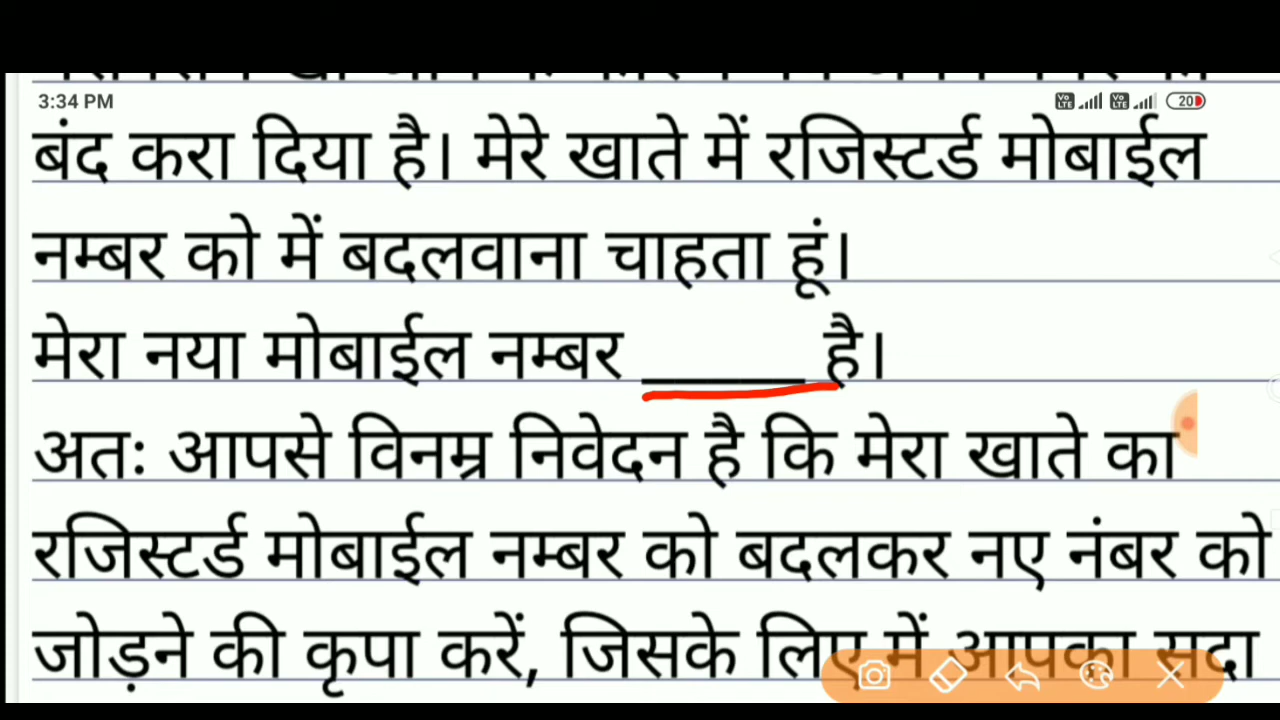 3:34 PM
20
बंद करा दिया है। मेरे खाते में रजिस्टर्ड मोबाईल
नम्बर को में बदलवाना चाहता हूं।
मेरा नया मोबाईल नम्बर ______ है।
अतः आपसे विनम्र निवेदन है कि मेरा खाते का
रजिस्टर्ड मोबाईल नम्बर को बदलकर नए नंबर को
जोड़ने की कृपा करें, जिसके लिए में आपका सदा